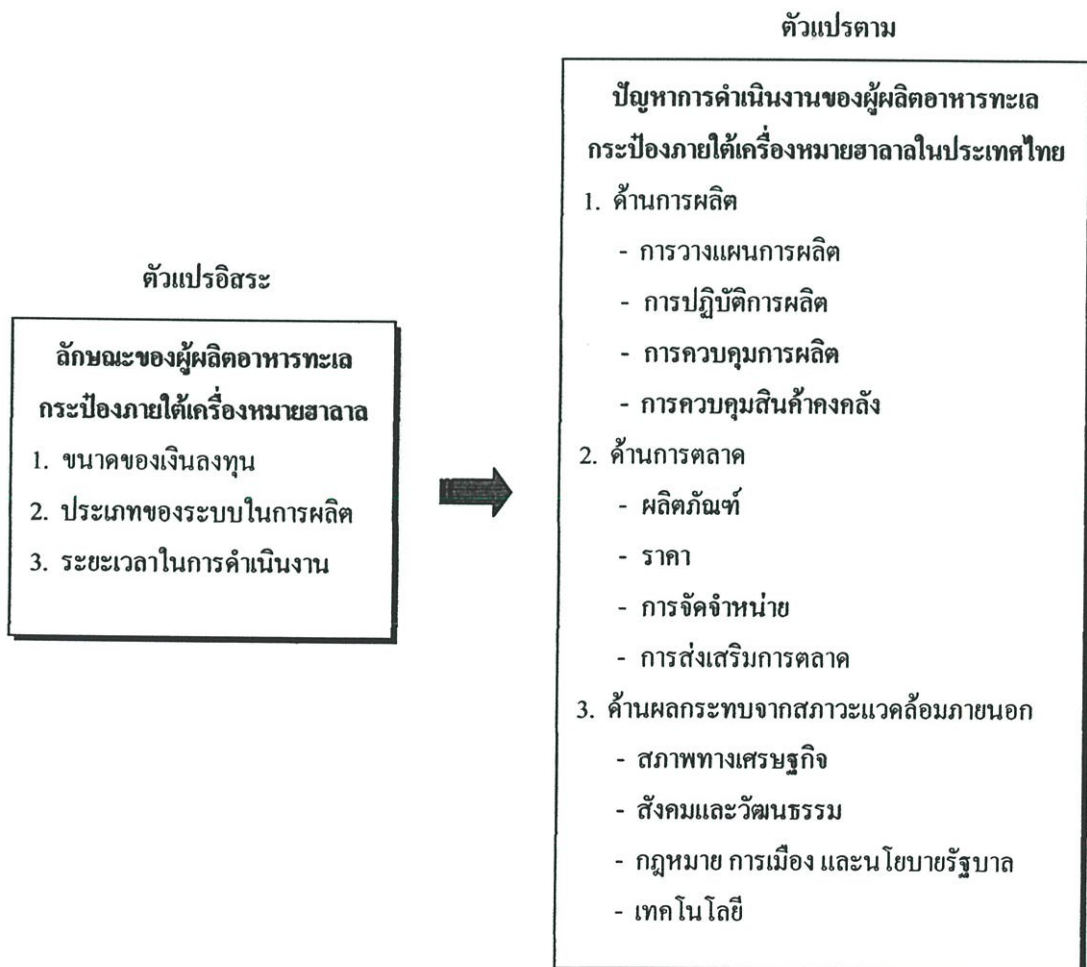 ตัวแปรอิสระ
ลักษณะของผู้ผลิตอาหารทะเล
กระป๋องภายใต้เครื่องหมายฮาลาล
1. ขนาดของเงินลงทุน
2. ประเภทของระบบในการผลิต
3. ระยะเวลาในการดำเนินงาน
ตัวแปรตาม
ปัญหาการดำเนินงานของผู้ผลิตอาหารทะเล
กระป๋องภายใต้เครื่องหมายฮาลาลในประเทศไทย
1. ด้านการผลิต
- การวางแผนการผลิต
- การปฏิบัติการผลิต
- การควบคุมการผลิต
- การควบคุมสินค้าคงคลัง
2. ด้านการตลาด
- ผลิตภัณฑ์
- ราคา
- การจัดจำหน่าย
- การส่งเสริมการตลาด
3. ด้านผลกระทบจากสภาวะแวดล้อมภายนอก
- สภาพทางเศรษฐกิจ
- สังคมและวัฒนธรรม
- กฎหมาย การเมือง และนโยบายรัฐบาล
- เทคโนโลยี